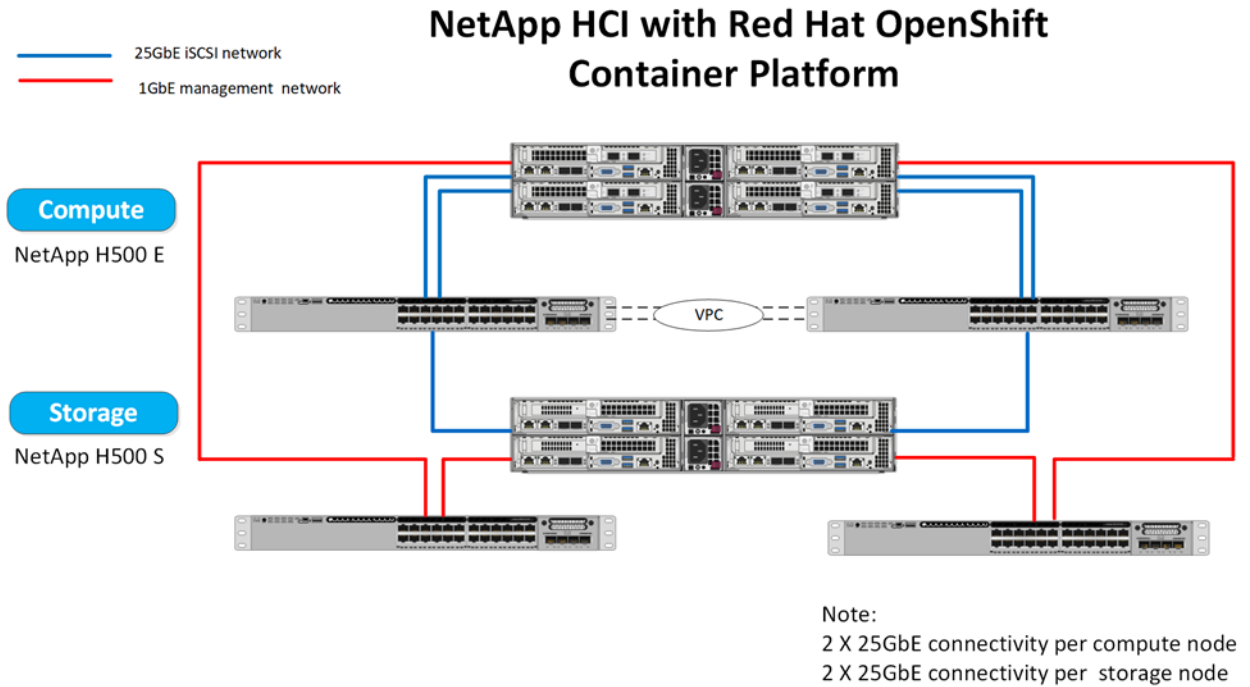 NetApp HCI with Red Hat OpenShift
Container Platform
25GbE iSCSI network
1GbE management network
Compute
NetApp H500 E
VPC
Storage
NetApp H500 S
Note:
2 X 25GbE connectivity per compute node
2 X 25GbE connectivity per storage node